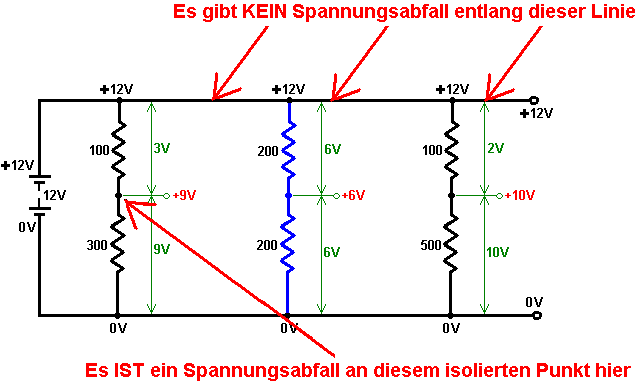 Es gibt KEIN Spannungsabfall entlang dieser Linie
+12V +12V +12V
+12V
100 3V 200 6V 100 2V
+12V
12V +9V +6V +10V
0V
300 9V 200 6V 500 10V
0V
0V 0V 0V
Es IST ein Spannungsabfall an diesem isolierten Punkt hier